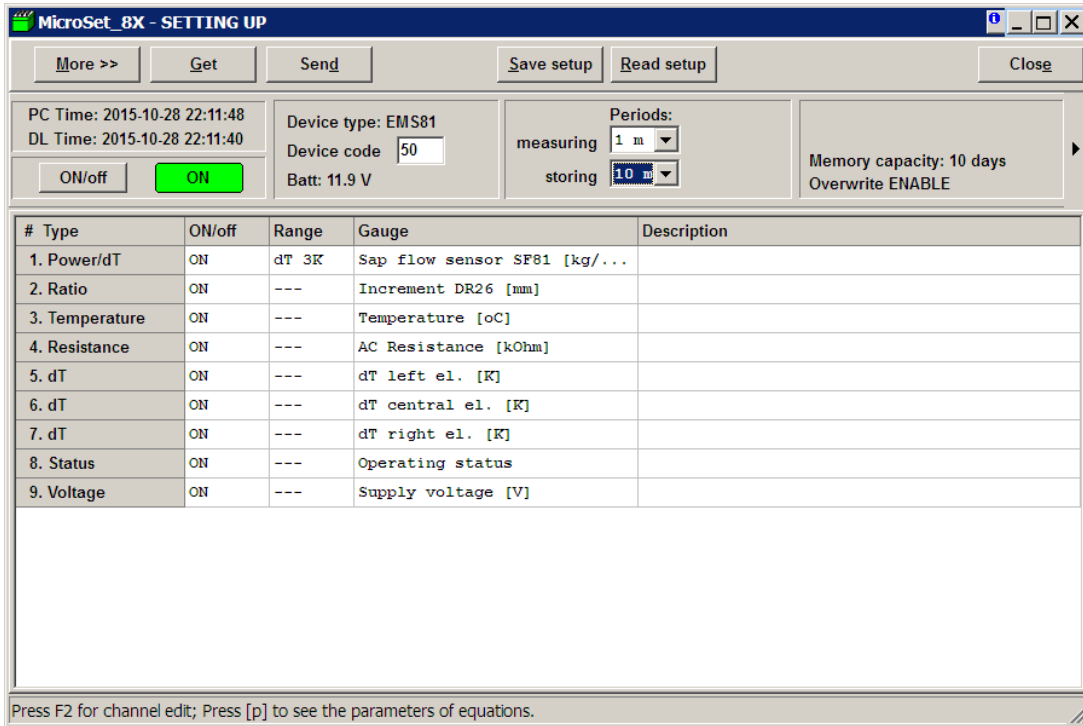 MicroSet_8X - SETTING UP
More >> Get Send Save setup Read setup Close
PC Time: 2015-10-28 22:11:48
DL Time: 2015-10-28 22:11:40
ON/off ON
Device type: EMS81
Device code 50
Batt: 11.9 V
Periods:
measuring 1 m
storing 10 m
Memory capacity: 10 days
Overwrite ENABLE
# Type ON/off Range Gauge Description
1. Power/dT ON dT 3K Sap flow sensor SF81 [kg/...
2. Ratio ON --- Increment DR26 [mm]
3. Temperature ON --- Temperature [oC]
4. Resistance ON --- AC Resistance [kOhm]
5. dT ON --- dT left el. [K]
6. dT ON --- dT central el. [K]
7. dT ON --- dT right el. [K]
8. Status ON --- Operating status
9. Voltage ON --- Supply voltage [V]
Press F2 for channel edit; Press [p] to see the parameters of equations.